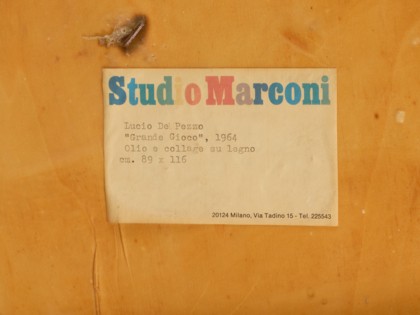 Studio Marconi
Lucio De Pezzo
"Grande Gioco", 1964
Olio e collage su legno
cm. 89 x 116
20124 Milano, Via Tadino 15 - Tel. 225543